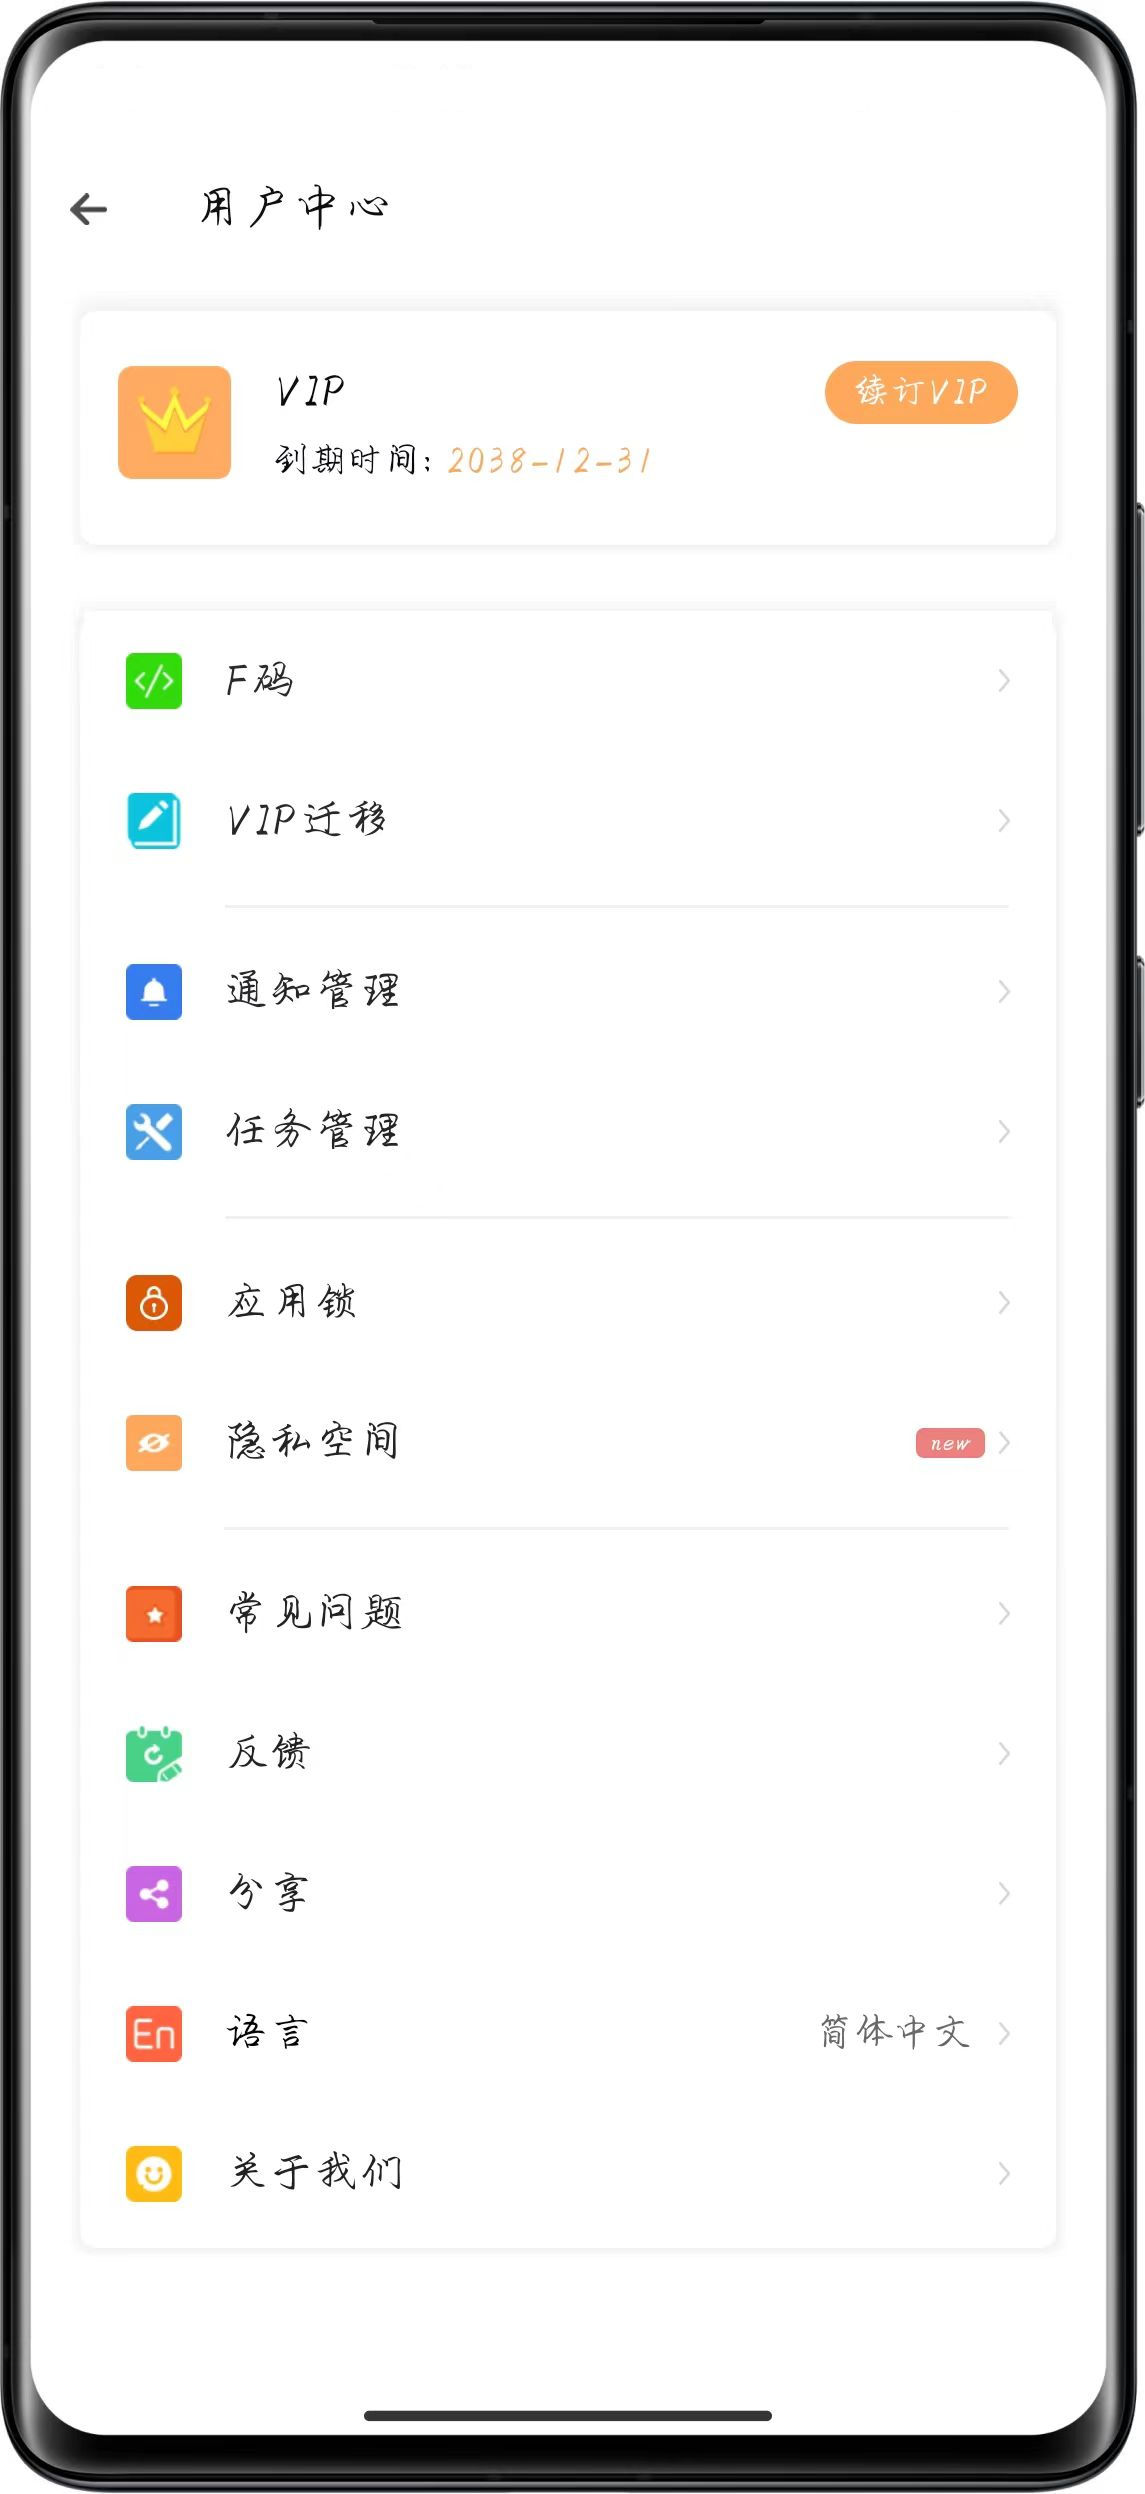 用户中心
VIP
续订VIP
到期时间：2038-12-31
F码
VIP迁移
通知管理
任务管理
应用锁
隐私空间
new
常见问题
反馈
分享
En
语言
简体中文
关于我们